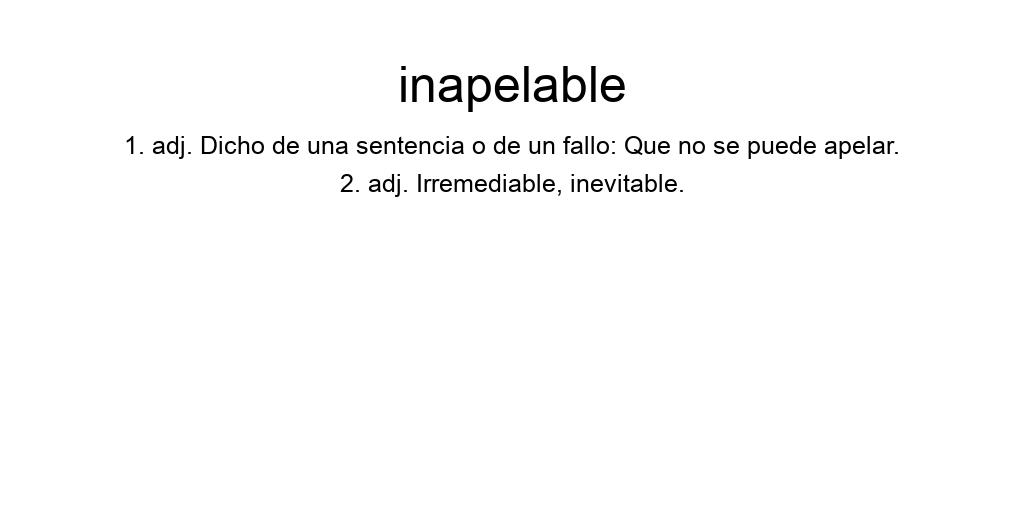 inapelable
1. adj. Dicho de una sentencia o de un fallo: Que no se puede apelar.
2. adj. Irremediable, inevitable.